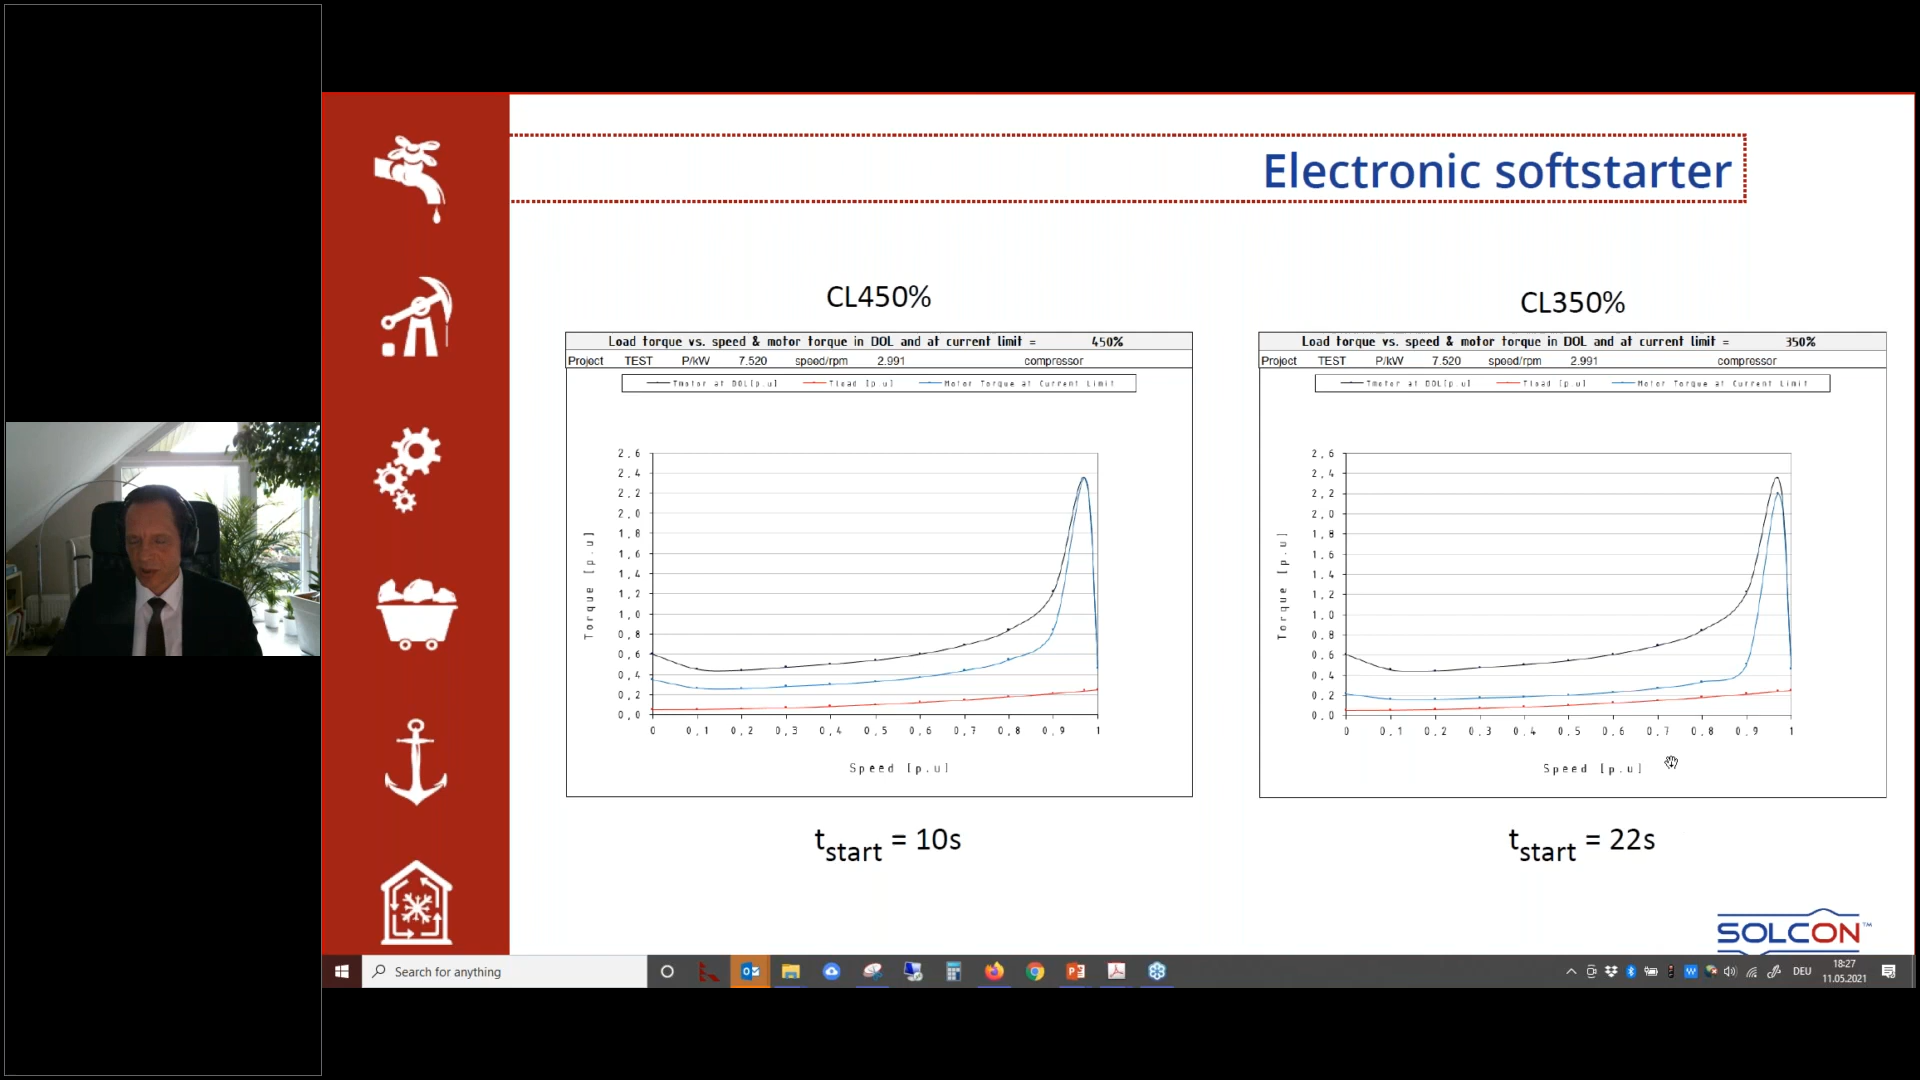 Electronic softstarter
CL450%
Load torque vs. speed & motor torque in DOL and at current limit = 450%
Project TEST P/kW 7.520 speed/rpm 2.991 compressor
Tmotor at DOL[p.u] Tload [p.u] Motor Torque at Current Limit
2,6
2,4
2,2
2,0
1,8
1,6
1,4
1,2
1,0
0,8
0,6
0,4
0,2
0,0
Torque [p.u]
0 0,1 0,2 0,3 0,4 0,5 0,6 0,7 0,8 0,9 1
Speed [p.u]
tstart = 10s
CL350%
Load torque vs. speed & motor torque in DOL and at current limit = 350%
Project TEST P/kW 7.520 speed/rpm 2.991 compressor
Tmotor at DOL[p.u] Tload [p.u] Motor Torque at Current Limit
2,6
2,4
2,2
2,0
1,8
1,6
1,4
1,2
1,0
0,8
0,6
0,4
0,2
0,0
Torque [p.u]
0 0,1 0,2 0,3 0,4 0,5 0,6 0,7 0,8 0,9 1
Speed [p.u]
tstart = 22s
SOLCON™
Search for anything
DEU
18:27
11.05.2021